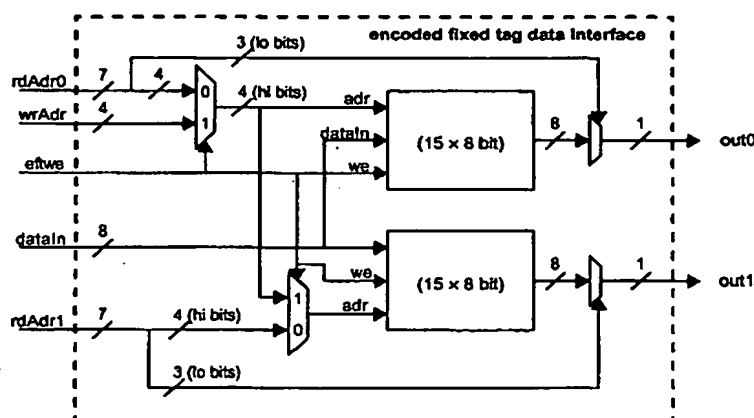 encoded fixed tag data interface
3 (lo bits)
rdAdr0
7
4
0
4 (hi bits)
adr
wrAdr
4
1
dataIn
(15 × 8 bit)
8
1
out0
eftwe
we
dataIn
8
1
we
(15 × 8 bit)
8
1
out1
rdAdr1
7
4 (hi bits)
0
adr
3 (lo bits)